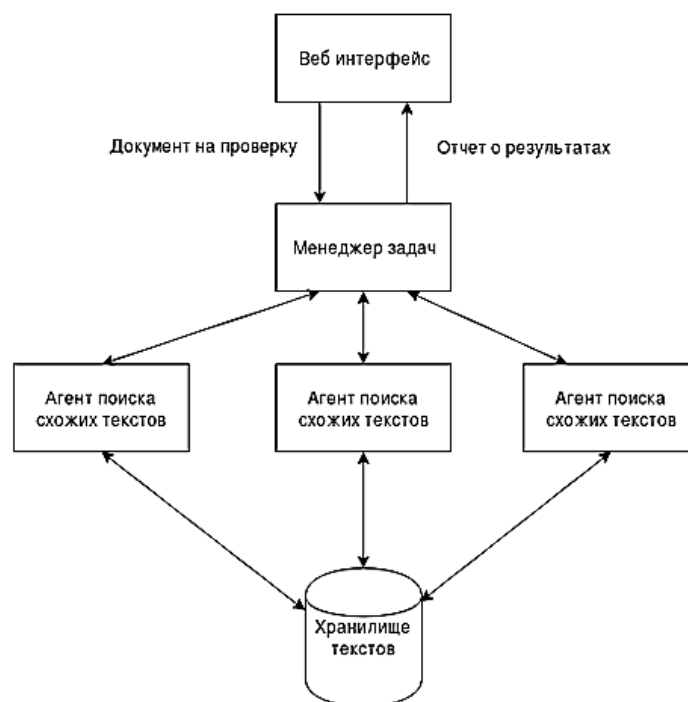 Веб интерфейс
Документ на проверку
Отчет о результатах
Менеджер задач
Агент поиска
схожих текстов
Агент поиска
схожих текстов
Агент поиска
схожих текстов
Хранилище
текстов